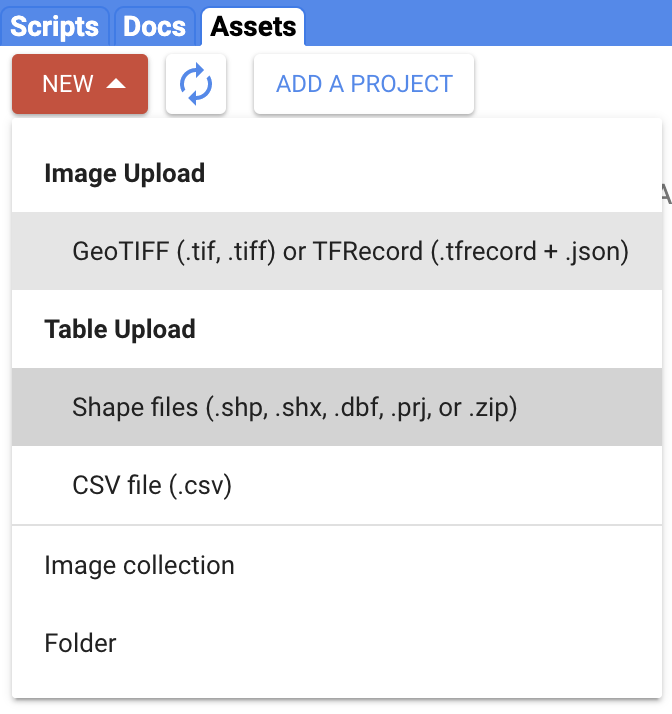 Scripts Docs Assets
NEW ADD A PROJECT
Image Upload
A
GeoTIFF (.tif, .tiff) or TFRecord (.tfrecord + .json)
Table Upload
Shape files (.shp, .shx, .dbf, .prj, or .zip)
CSV file (.csv)
Image collection
Folder